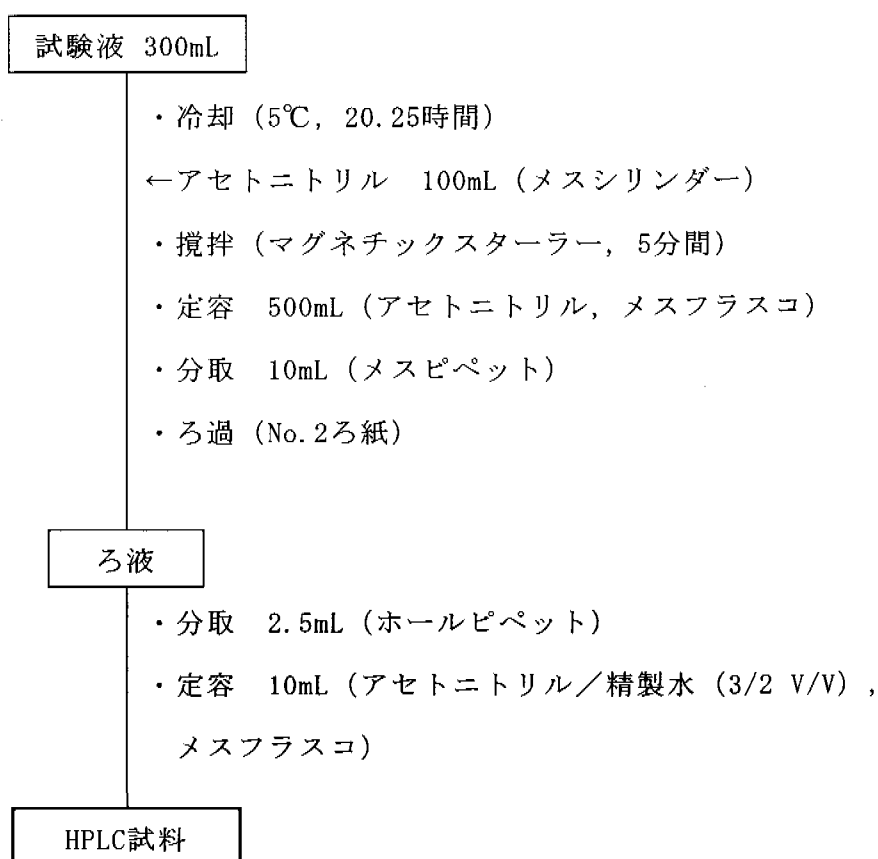 試験液 300mL
・冷却（5℃, 20.25時間）
←アセトニトリル 100mL（メスシリンダー）
・攪拌（マグネチックスターラー, 5分間）
・定容 500mL（アセトニトリル, メスフラスコ）
・分取 10mL（メスピペット）
・ろ過（No.2ろ紙）
ろ液
・分取 2.5mL（ホールピペット）
・定容 10mL（アセトニトリル／精製水（3/2 V/V）,
メスフラスコ）
HPLC試料